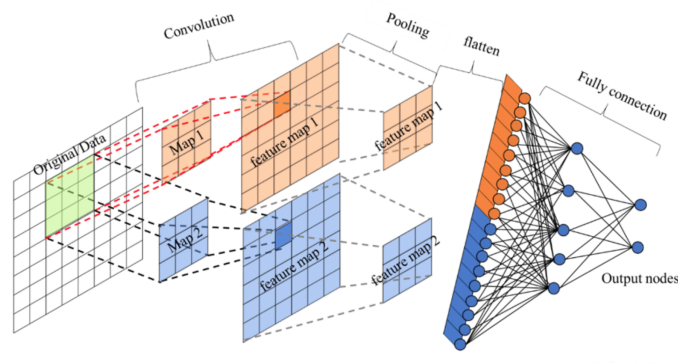 Convolution
Pooling
flatten
Fully connection
Original/Data
Map 1
feature map 1
feature map 1
Map 2
feature map 2
feature map 2
Output nodes